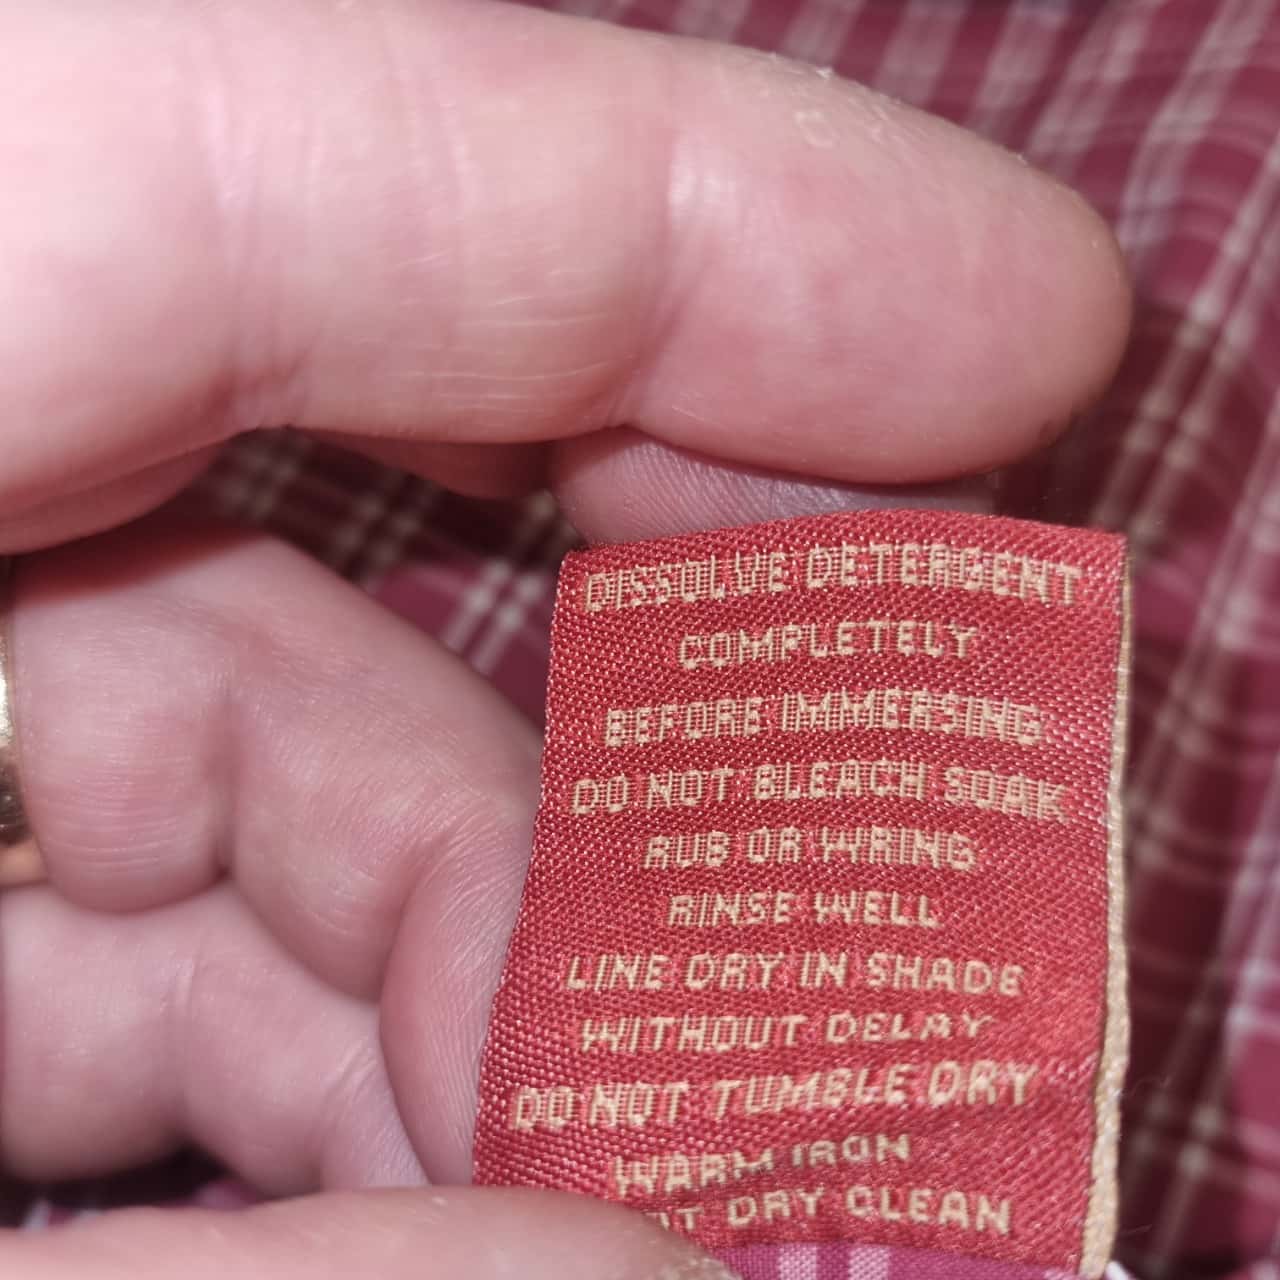 DISSOLVE DETERGENT
COMPLETELY
BEFORE IMMERSING
DO NOT BLEACH SOAK
RUB OR WRING
RINSE WELL
LINE DRY IN SHADE
WITHOUT DELAY
DO NOT TUMBLE DRY
WARM IRON
DRY CLEAN